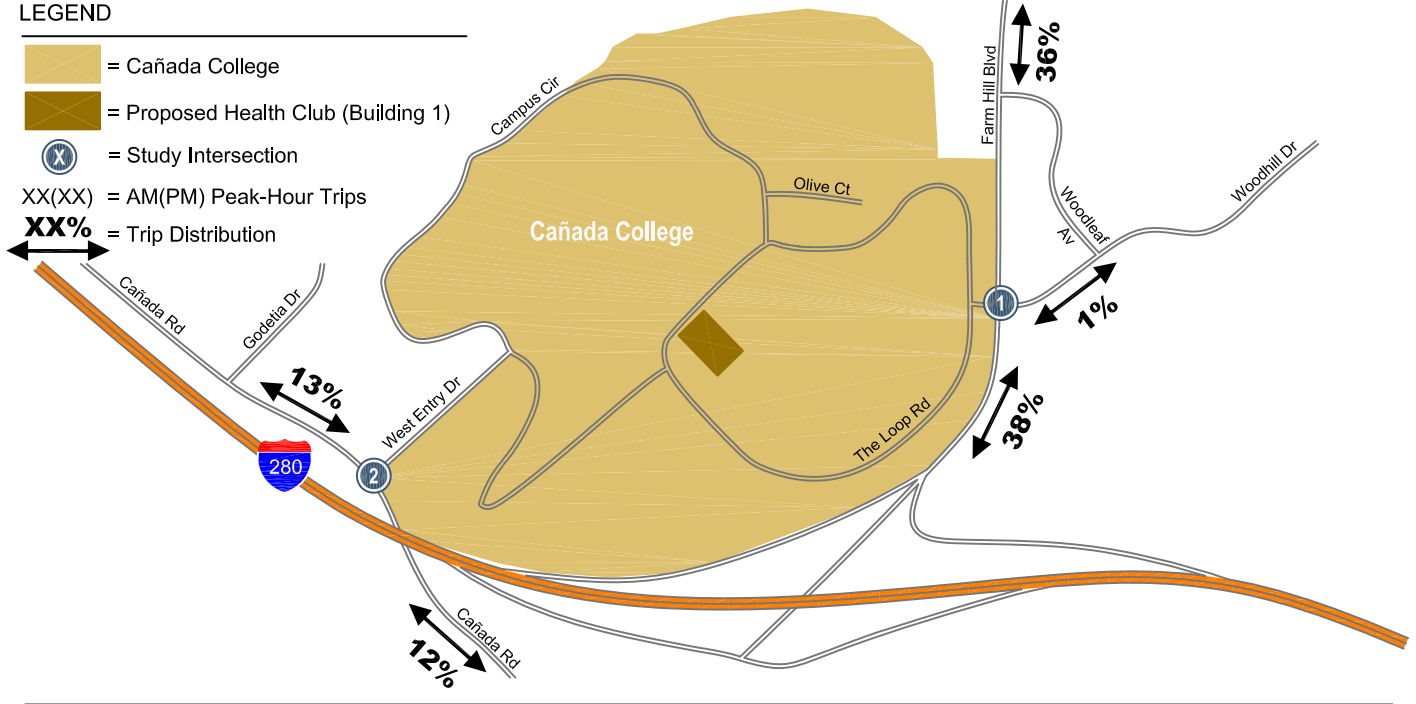 LEGEND
= Cañada College
= Proposed Health Club (Building 1)
X = Study Intersection
XX(XX) = AM(PM) Peak-Hour Trips
XX% = Trip Distribution
Farm Hill Blvd
36%
Campus Cir
Olive Ct
Woodhill Dr
Woodleaf
Av
Cañada College
1
1%
Cañada Rd
Godetia Dr
13%
West Entry Dr
The Loop Rd
38%
280
2
Cañada Rd
12%